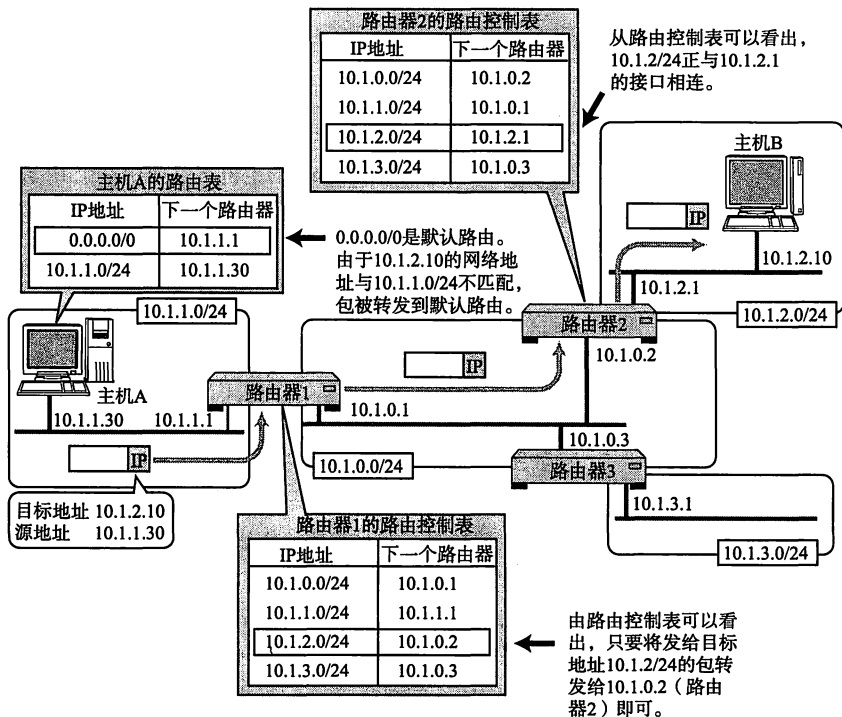 路由器2的路由控制表
IP地址 下一个路由器
10.1.0.0/24 10.1.0.2
10.1.1.0/24 10.1.0.1
10.1.2.0/24 10.1.2.1
10.1.3.0/24 10.1.0.3
从路由控制表可以看出，
10.1.2/24正与10.1.2.1
的接口相连。
主机A的路由表
IP地址 下一个路由器
0.0.0.0/0 10.1.1.1
10.1.1.0/24 10.1.1.30
0.0.0.0/0是默认路由。
由于10.1.2.10的网络地
址与10.1.1.0/24不匹配，
包被转发到默认路由。
主机B
IP
10.1.2.10
10.1.2.1
10.1.2.0/24
路由器2
10.1.0.2
10.1.1.0/24
主机A
10.1.1.30
10.1.1.1
IP
目标地址 10.1.2.10
源地址 10.1.1.30
路由器1
IP
10.1.0.1
10.1.0.0/24
10.1.0.3
路由器3
10.1.3.1
10.1.3.0/24
路由器1的路由控制表
IP地址 下一个路由器
10.1.0.0/24 10.1.0.1
10.1.1.0/24 10.1.1.1
10.1.2.0/24 10.1.0.2
10.1.3.0/24 10.1.0.3
由路由控制表可以看
出，只要将发给目标
地址10.1.2/24的包转
发给10.1.0.2（路由
器2）即可。